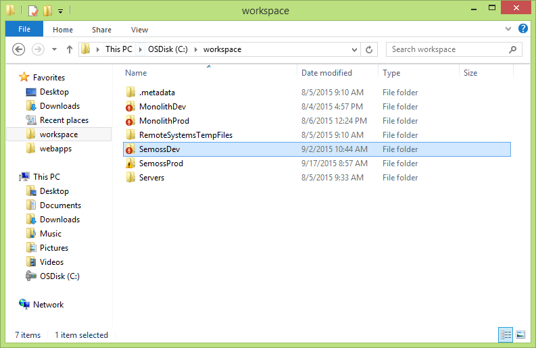 workspace
File
Home
Share
View
This PC
OSDisk (C:)
workspace
Search workspace
Name
Date modified
Type
Size
Favorites
Desktop
Downloads
Recent places
workspace
webapps
This PC
Desktop
Documents
Downloads
Music
Pictures
Videos
OSDisk (C:)
Network
.metadata 8/5/2015 9:10 AM File folder
MonolithDev 8/4/2015 4:57 PM File folder
MonolithProd 8/6/2015 12:24 PM File folder
RemoteSystemsTempFiles 8/5/2015 9:10 AM File folder
SemossDev 9/2/2015 10:44 AM File folder
SemossProd 9/17/2015 8:57 AM File folder
Servers 8/5/2015 9:33 AM File folder
7 items
1 item selected